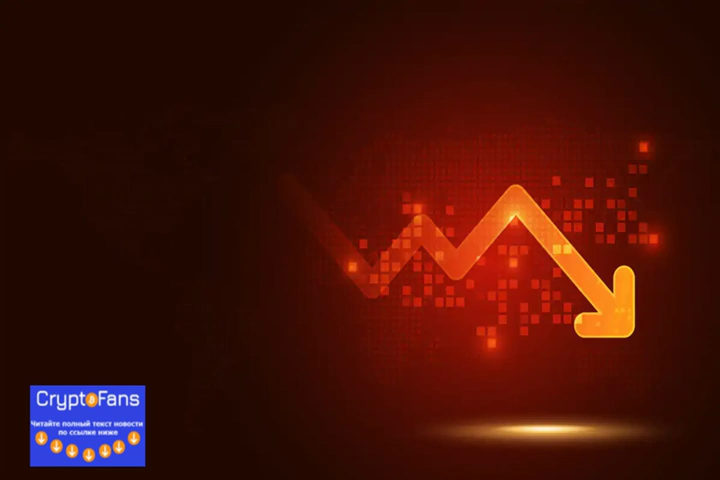 CryptoFans
Читайте полный текст новости
по ссылке ниже